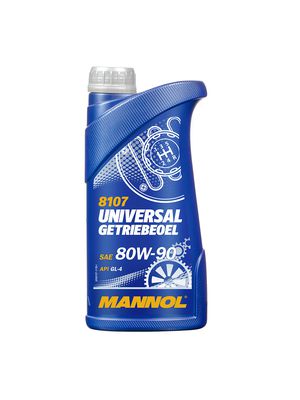 8107
UNIVERSAL
GETRIEBEOEL
SAE 80W-90
API GL-4
MANNOL